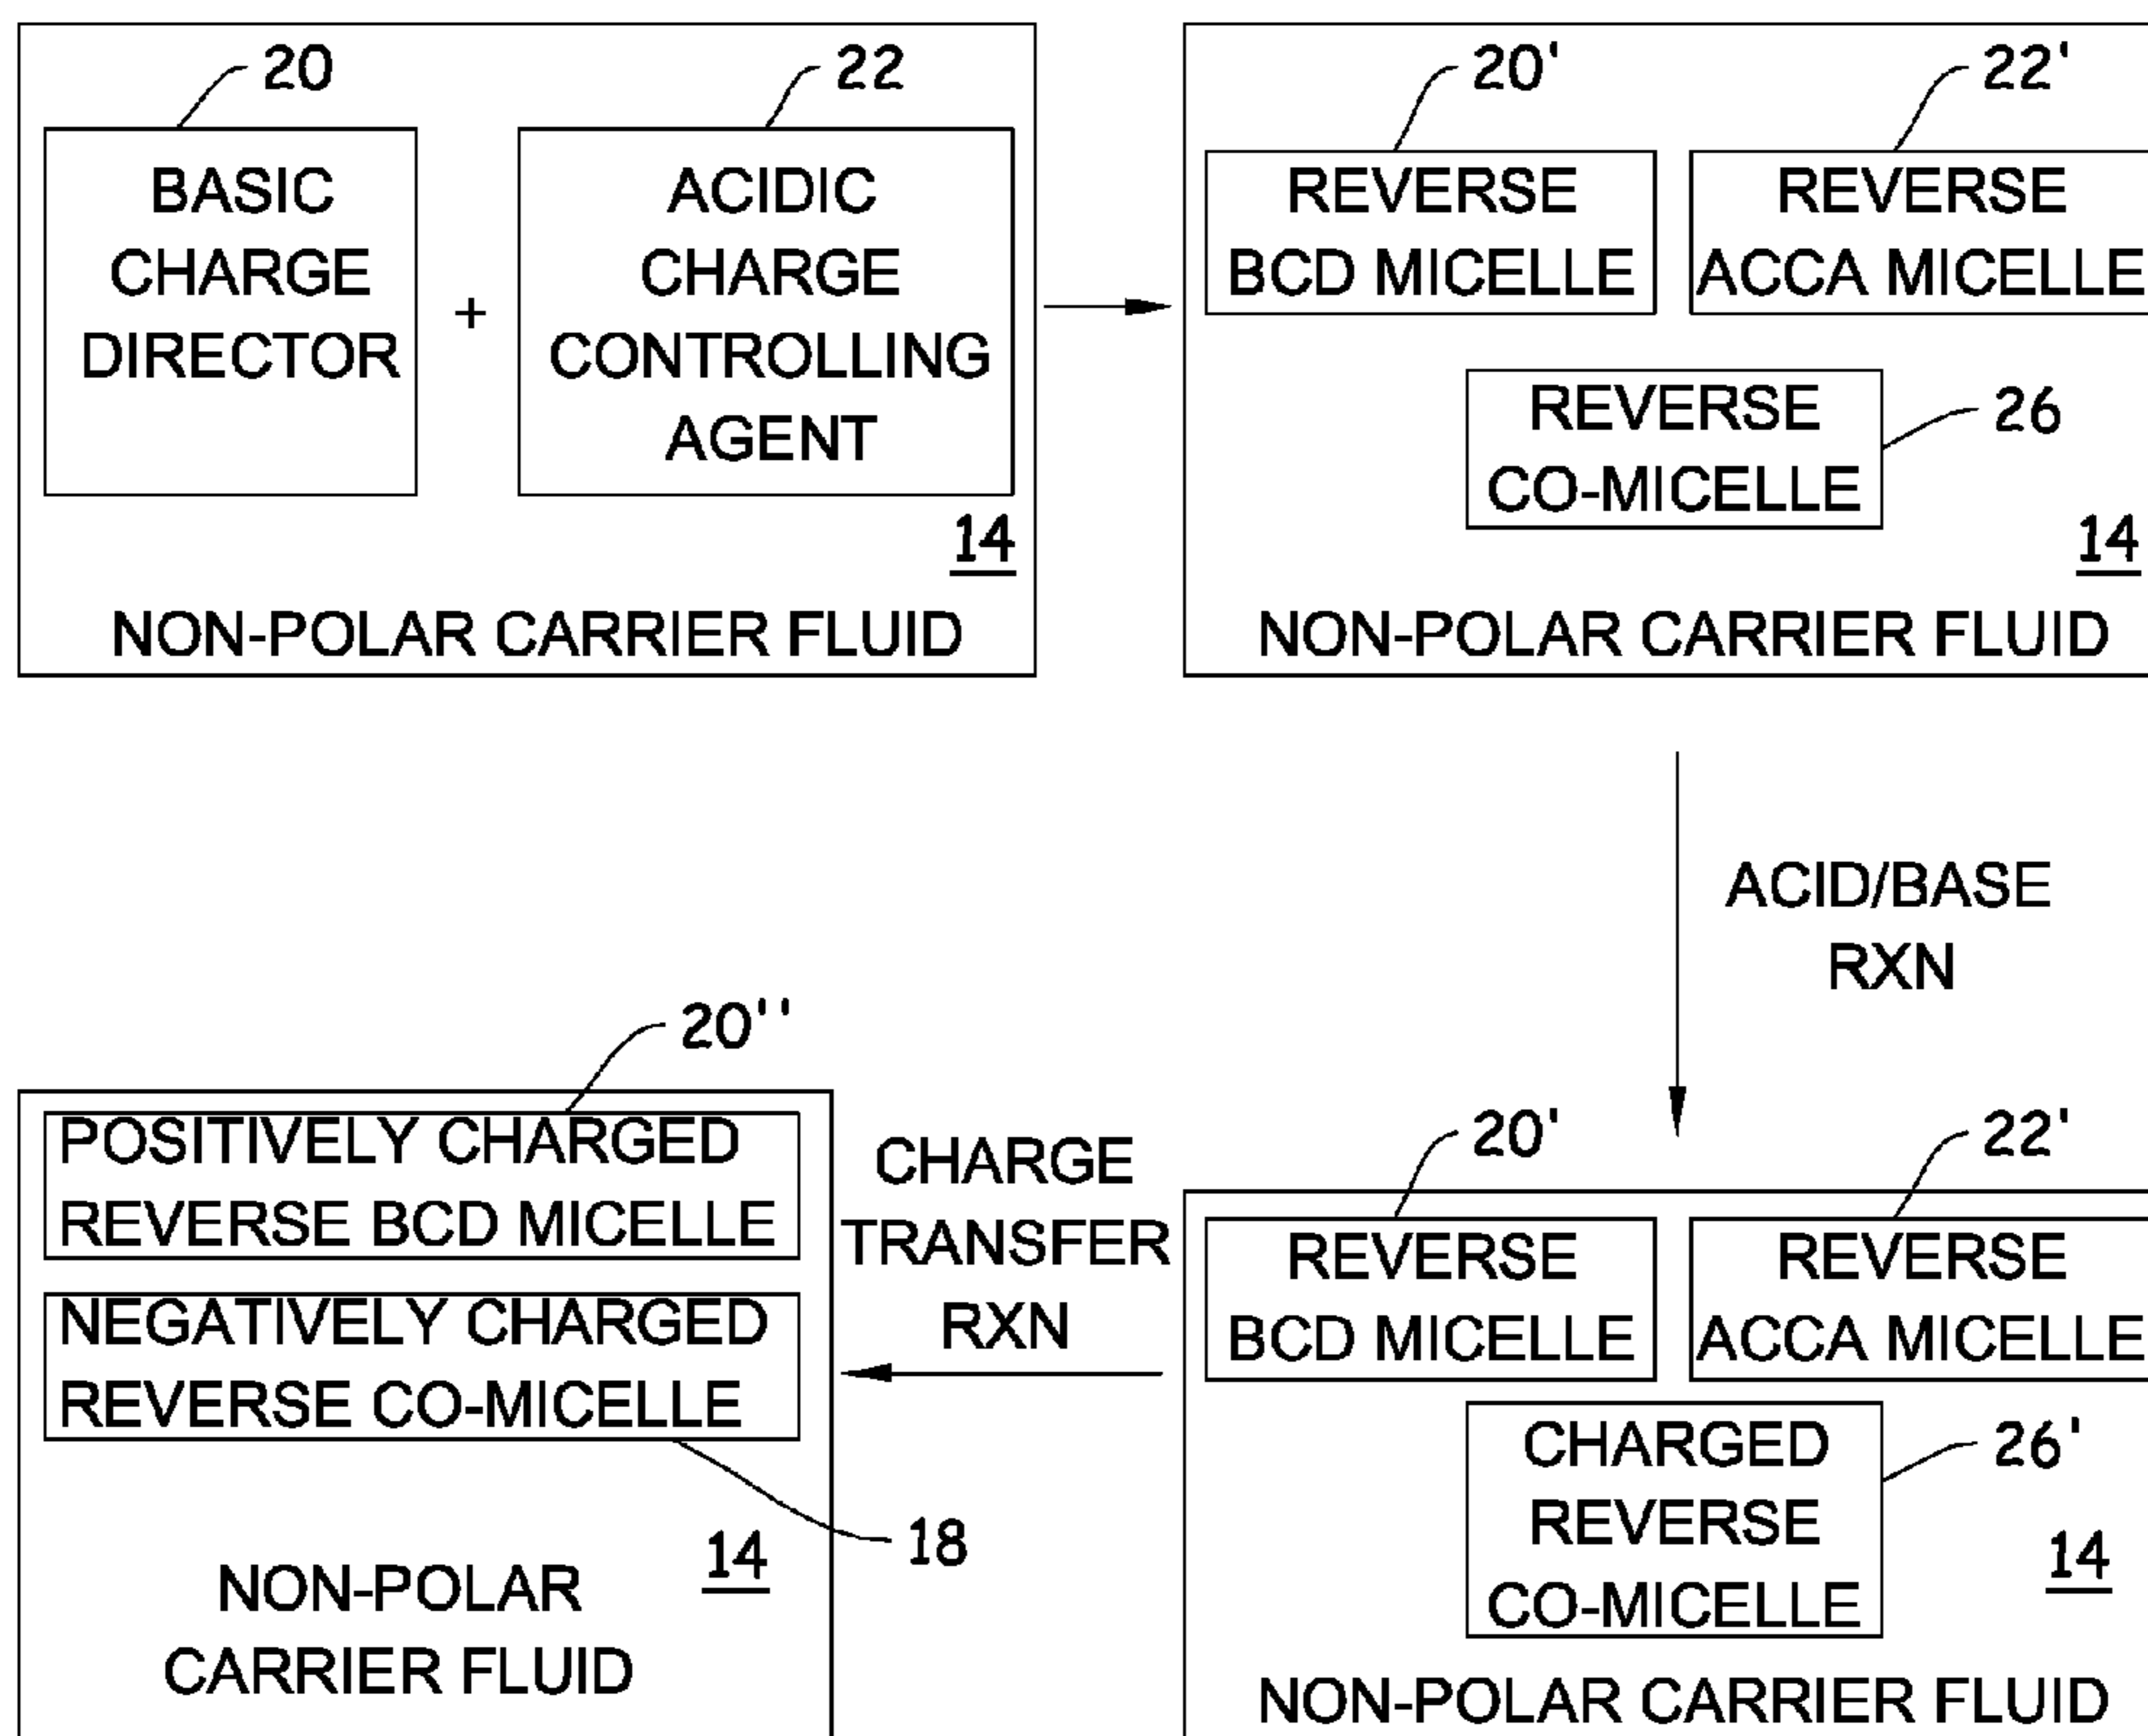 20
22
BASIC
CHARGE
DIRECTOR
+
ACIDIC
CHARGE
CONTROLLING
AGENT
14
NON-POLAR CARRIER FLUID
20'
22'
REVERSE
BCD MICELLE
REVERSE
ACCA MICELLE
REVERSE
CO-MICELLE
26
14
NON-POLAR CARRIER FLUID
ACID/BASE
RXN
20'
22'
REVERSE
BCD MICELLE
REVERSE
ACCA MICELLE
CHARGED
REVERSE
CO-MICELLE
26'
14
NON-POLAR CARRIER FLUID
CHARGE
TRANSFER
RXN
20''
POSITIVELY CHARGED
REVERSE BCD MICELLE
NEGATIVELY CHARGED
REVERSE CO-MICELLE
18
14
NON-POLAR
CARRIER FLUID